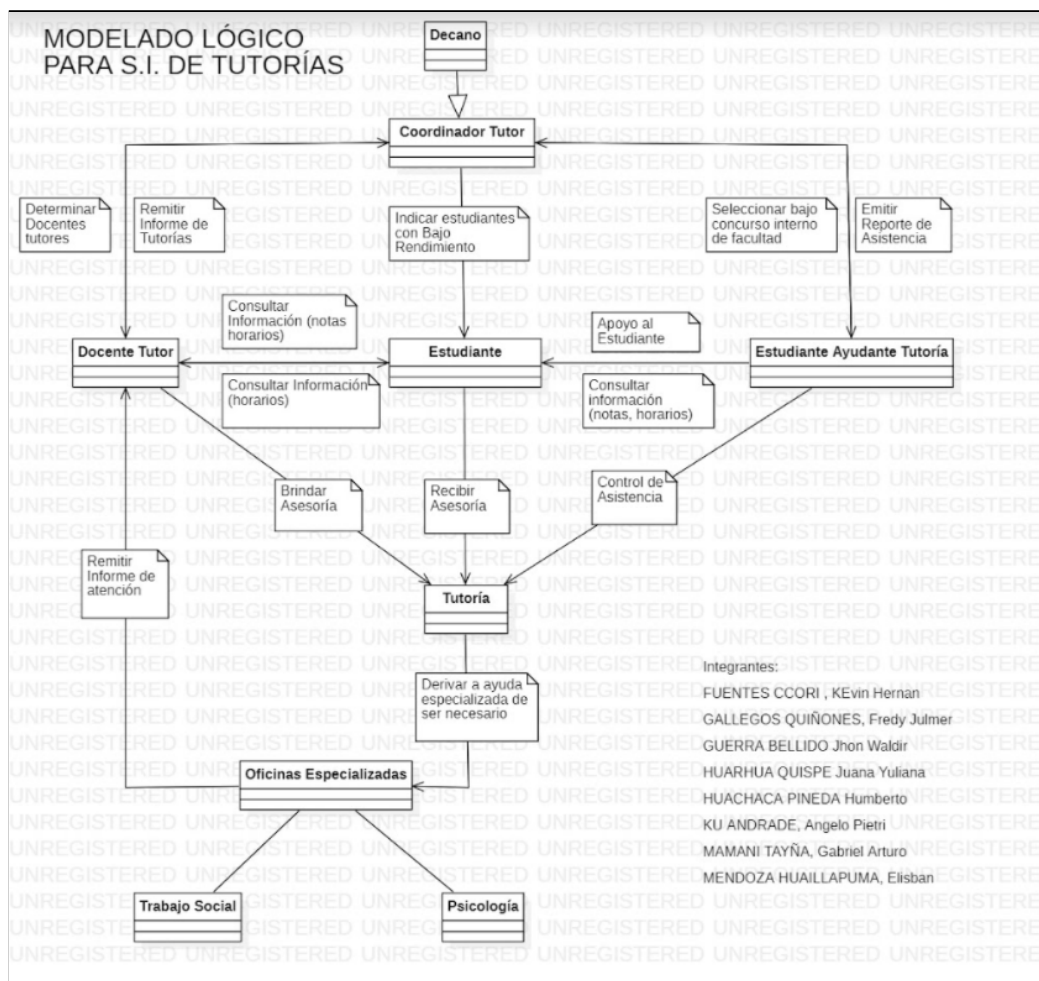 MODELADO LÓGICO
PARA S.I. DE TUTORÍAS
Decano
Coordinador Tutor
Determinar
Docentes
tutores
Remitir
Informe de
Tutorías
Indicar estudiantes
con Bajo
Rendimiento
Seleccionar bajo
concurso interno
de facultad
Emitir
Reporte de
Asistencia
Consultar
Información (notas
horarios)
Apoyo al
Estudiante
Docente Tutor
Estudiante
Estudiante Ayudante Tutoría
Consultar Información
(horarios)
Consultar
información
(notas, horarios)
Brindar
Asesoría
Recibir
Asesoría
Control de
Asistencia
Remitir
Informe de
atención
Tutoría
Derivar a ayuda
especializada de
ser necesario
Oficinas Especializadas
Trabajo Social
Psicología
Integrantes:
FUENTES CCORI , KEvin Hernan
GALLEGOS QUIÑONES, Fredy Julmer
GUERRA BELLIDO Jhon Waldir
HUARHUA QUISPE Juana Yuliana
HUACHACA PINEDA Humberto
KU ANDRADE, Angelo Pietri
MAMANI TAYÑA, Gabriel Arturo
MENDOZA HUAILLAPUMA, Elisban
UNREGISTERED